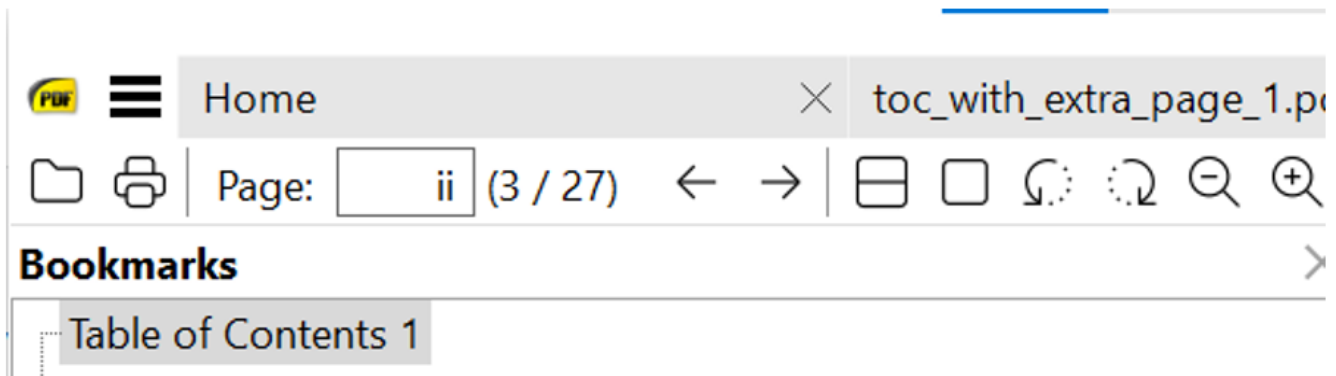 PDF Home toc_with_extra_page_1.p
Page: ii (3 / 27)
Bookmarks
Table of Contents 1